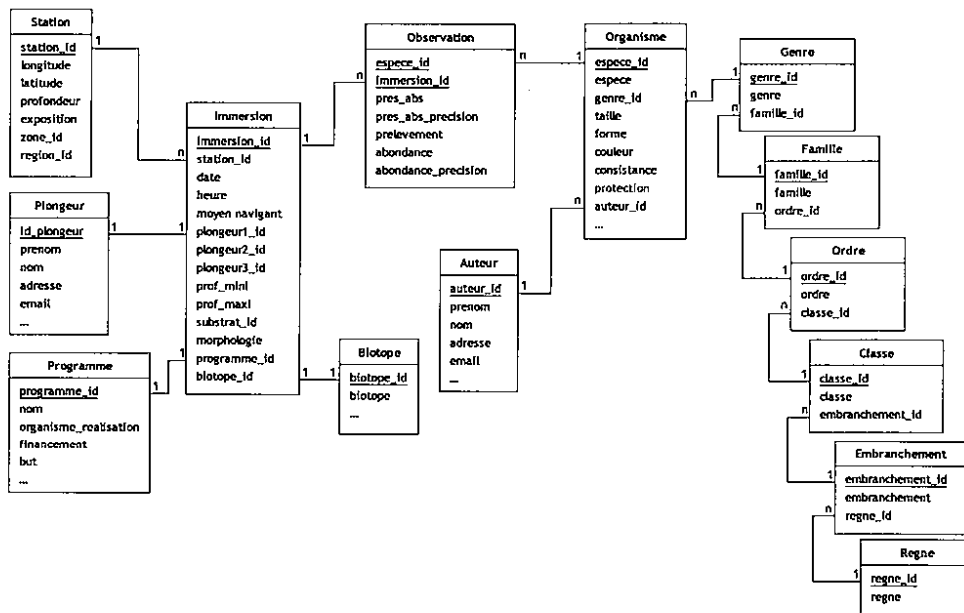 Station
station_id
longitude
latitude
profondeur
exposition
zone_id
region_id
1
n
Plongeur
id_plongeur
prenom
nom
adresse
email
...
1
1
Programme
programme_id
nom
organisme_realisation
financement
but
...
1
1
Immersion
immersion_id
station_id
date
heure
moyen navigant
plongeur1_id
plongeur2_id
plongeur3_id
prof_mini
prof_maxi
substrat_id
morphologie
programme_id
biotope_id
1
n
1
1
Biotope
biotope_id
biotope
...
Observation
espece_id
immersion_id
pres_abs
pres_abs_precision
prelevement
abondance
abondance_precision
n
1
Auteur
auteur_id
prenom
nom
adresse
email
...
1
n
Organisme
espece_id
espece
genre_id
taille
forme
couleur
consistance
protection
auteur_id
...
n
1
Genre
genre_id
genre
famille_id
n
1
Famille
famille_id
famille
ordre_id
n
1
Ordre
ordre_id
ordre
classe_id
n
1
Classe
classe_id
classe
embranchement_id
n
1
Embranchement
embranchement_id
embranchement
regne_id
n
1
Regne
regne_id
regne